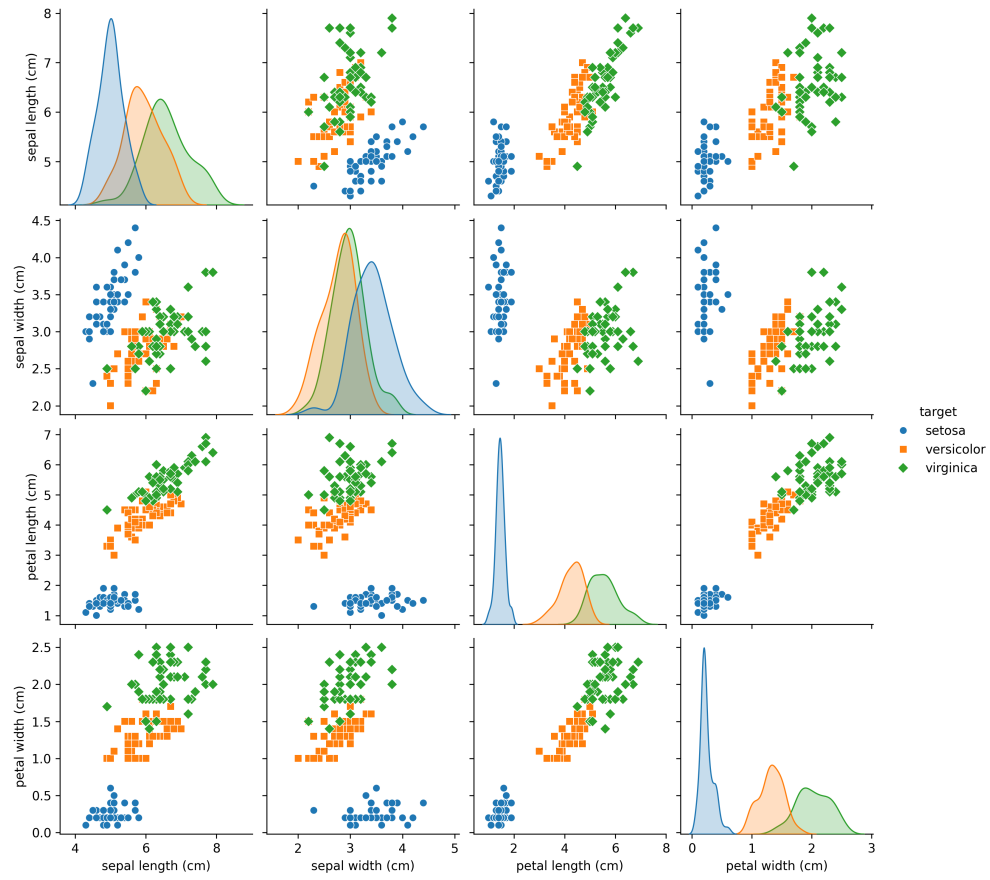 8
7
6
5
sepal length (cm)
4.5
4.0
3.5
3.0
2.5
2.0
sepal width (cm)
target
setosa
versicolor
virginica
7
6
5
4
3
2
1
petal length (cm)
2.5
2.0
1.5
1.0
0.5
0.0
petal width (cm)
4 6 8
2 3 4 5
2 4 6 8
0 1 2 3
sepal length (cm)
sepal width (cm)
petal length (cm)
petal width (cm)